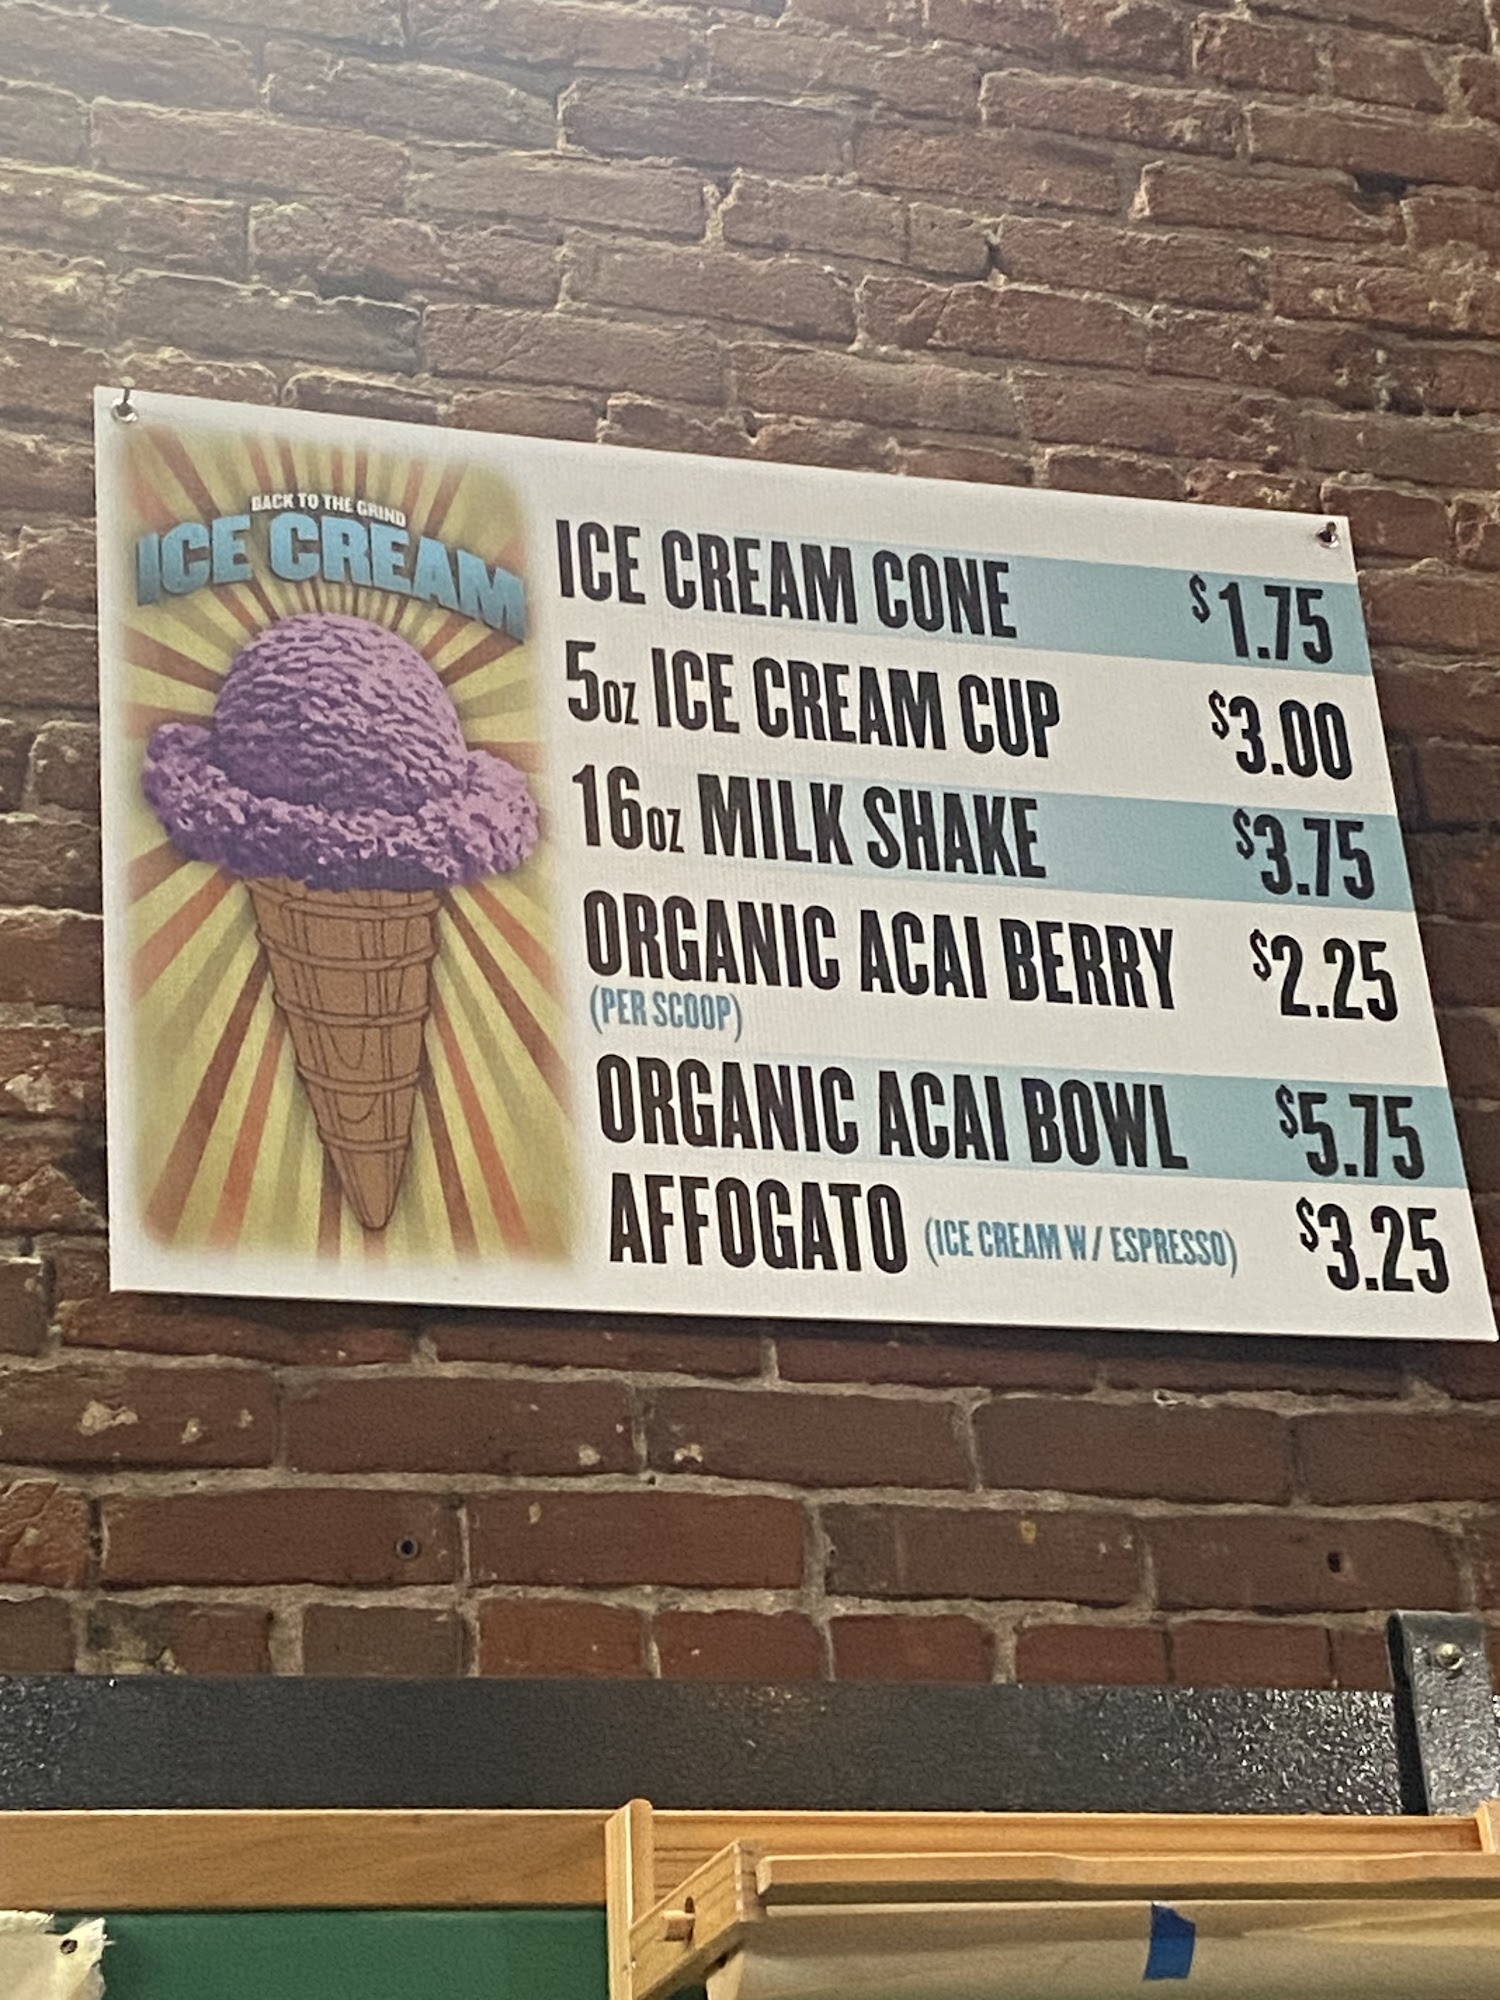 BACK TO THE GRIND
ICE CREAM
ICE CREAM CONE $1.75
5oz ICE CREAM CUP $3.00
16oz MILK SHAKE $3.75
ORGANIC ACAI BERRY $2.25
(PER SCOOP)
ORGANIC ACAI BOWL $5.75
AFFOGATO (ICE CREAM W/ ESPRESSO) $3.25